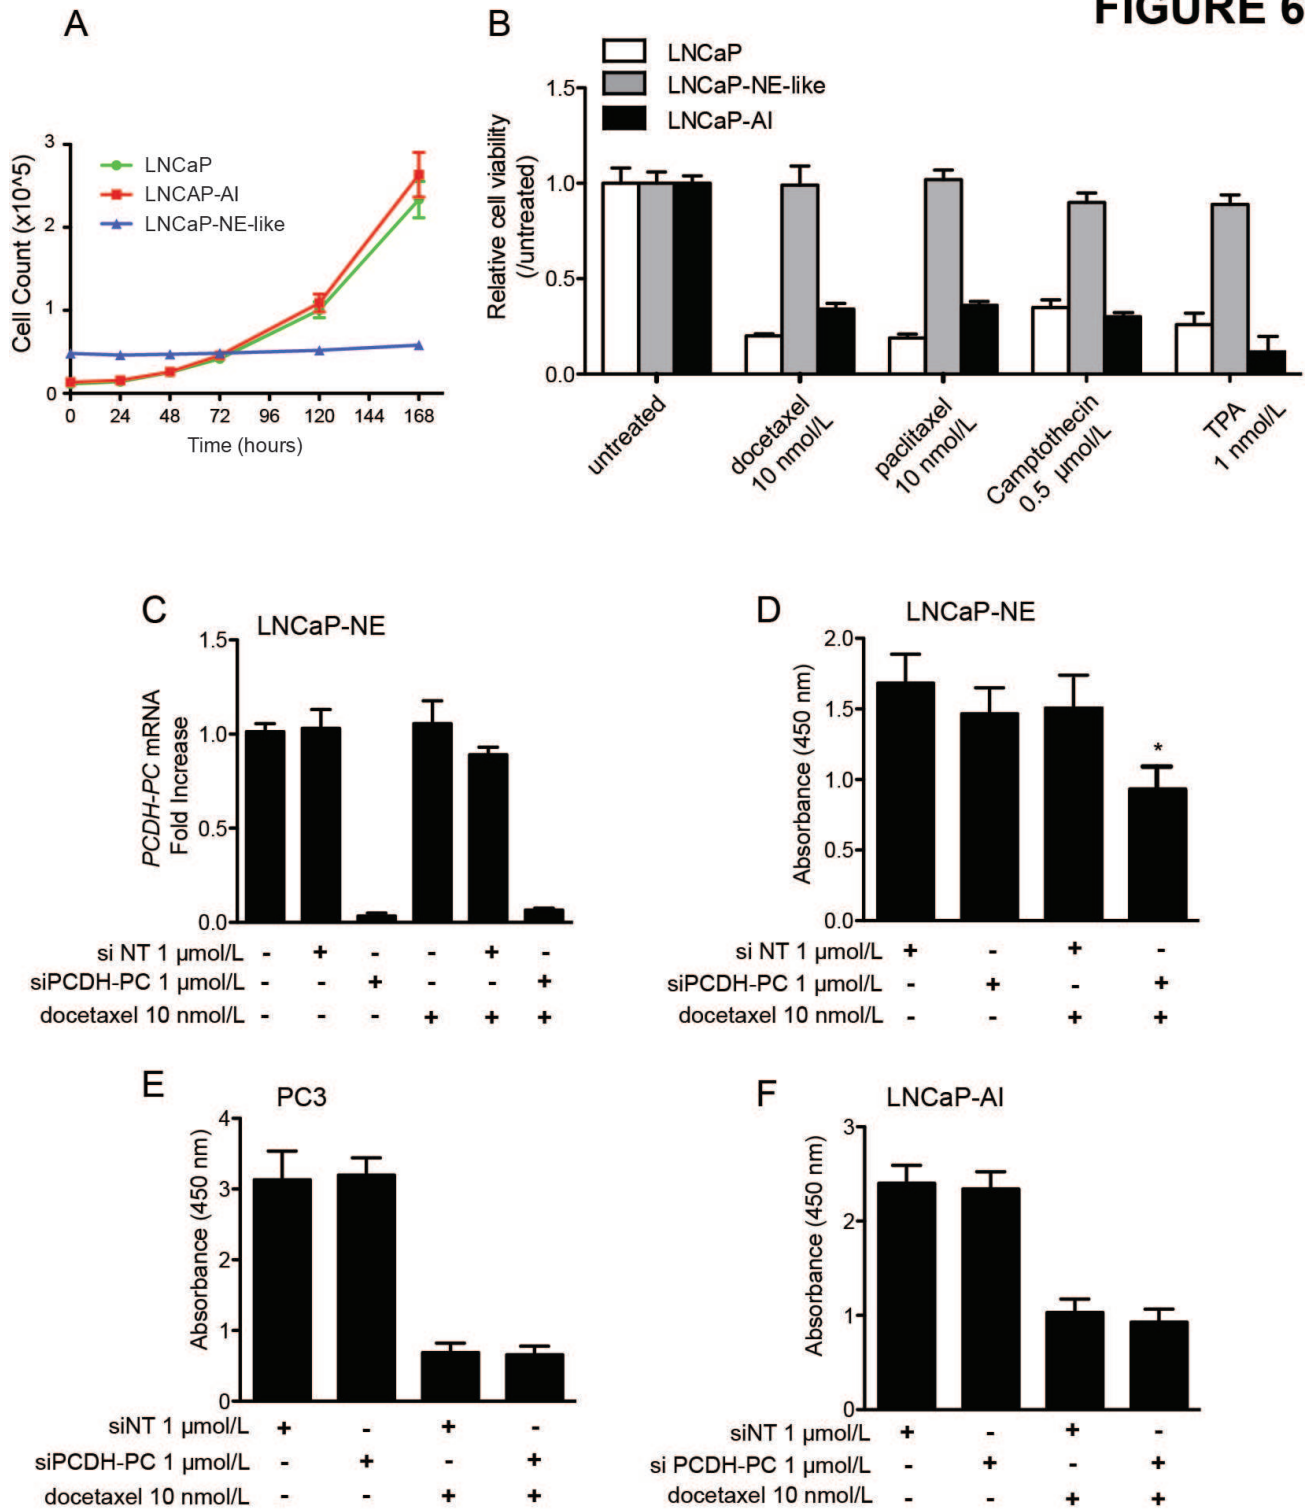 FIGURE 6
A
3
2
1
0
Cell Count (x10^5)
LNCaP
LNCAP-AI
LNCaP-NE-like
0 24 48 72 96 120 144 168
Time (hours)
B
LNCaP
LNCaP-NE-like
LNCaP-AI
1.5
1.0
0.5
0.0
Relative cell viability
(/untreated)
untreated
docetaxel
10 nmol/L
paclitaxel
10 nmol/L
Camptothecin
0.5 µmol/L
TPA
1 nmol/L
C
LNCaP-NE
1.5
1.0
0.5
0.0
PCDH-PC mRNA
Fold Increase
si NT 1 µmol/L - + - - + -
siPCDH-PC 1 µmol/L - - + - - +
docetaxel 10 nmol/L - - - + + +
D
LNCaP-NE
2.0
1.5
1.0
0.5
0.0
Absorbance (450 nm)
*
si NT 1 µmol/L + - + -
siPCDH-PC 1 µmol/L - + - +
docetaxel 10 nmol/L - - + +
E
PC3
4
3
2
1
0
Absorbance (450 nm)
siNT 1 µmol/L + - + -
siPCDH-PC 1 µmol/L - + - +
docetaxel 10 nmol/L - - + +
F
LNCaP-AI
3
2
1
0
Absorbance (450 nm)
siNT 1 µmol/L + - + -
si PCDH-PC 1 µmol/L - + - +
docetaxel 10 nmol/L - - + +